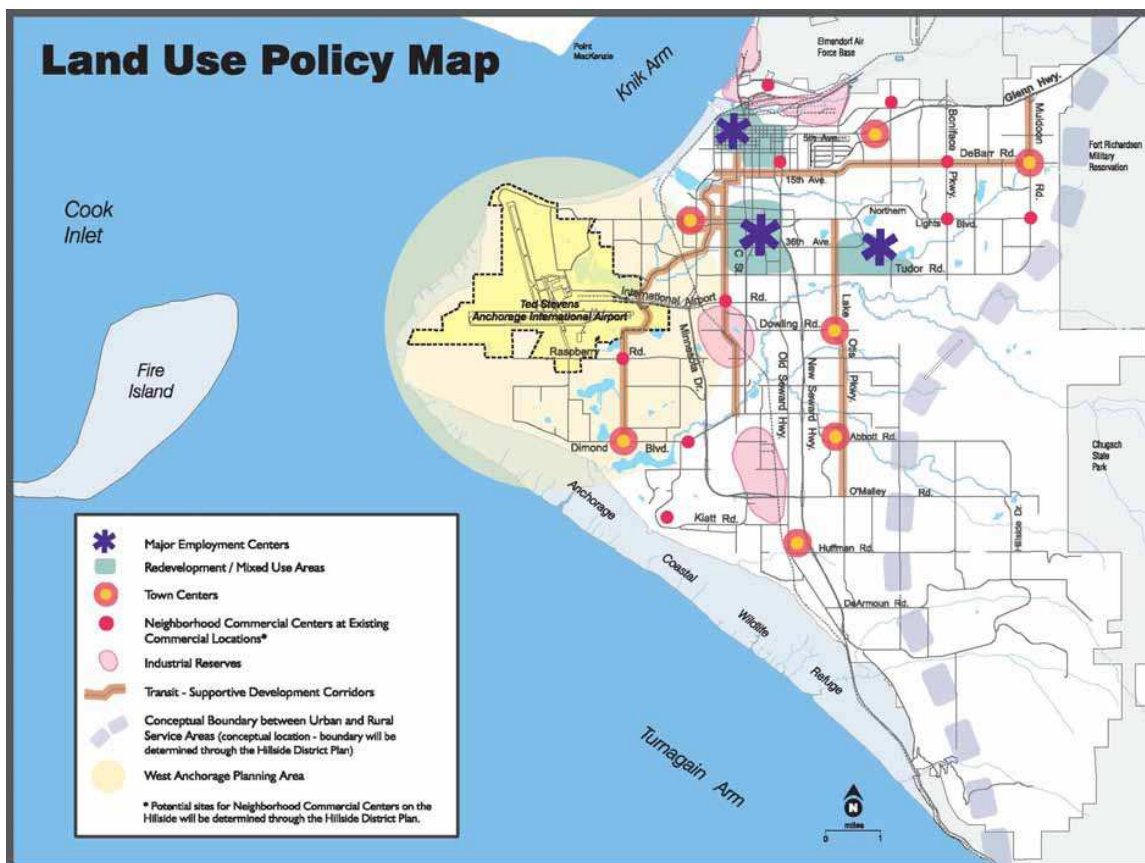 Land Use Policy Map
Point
MacKenzie
Knik Arm
Elmendorf Air
Force Base
Glenn Hwy.
Muldoon
Rd.
Boniface
Pkwy.
5th Ave.
DeBarr Rd.
15th Ave.
Fort Richardson
Military
Reservation
Cook
Inlet
Northern
Lights Blvd.
36th Ave.
Tudor Rd.
C St.
International Airport Rd.
Ted Stevens
Anchorage International Airport
Dowling Rd.
Lake
Otis
Pkwy.
Raspberry Rd.
Minnesota Dr.
Old Seward Hwy.
New Seward Hwy.
Fire
Island
Dimond Blvd.
Abbott Rd.
Chugach
State
Park
O'Malley Rd.
Klatt Rd.
Hillside Dr.
Huffman Rd.
DeArmoun Rd.
Anchorage
Coastal
Wildlife
Refuge
Turnagain Arm
Major Employment Centers
Redevelopment / Mixed Use Areas
Town Centers
Neighborhood Commercial Centers at Existing
Commercial Locations*
Industrial Reserves
Transit - Supportive Development Corridors
Conceptual Boundary between Urban and Rural
Service Areas (conceptual location - boundary will be
determined through the Hillside District Plan)
West Anchorage Planning Area
* Potential sites for Neighborhood Commercial Centers on the
Hillside will be determined through the Hillside District Plan.
N
miles
0 1